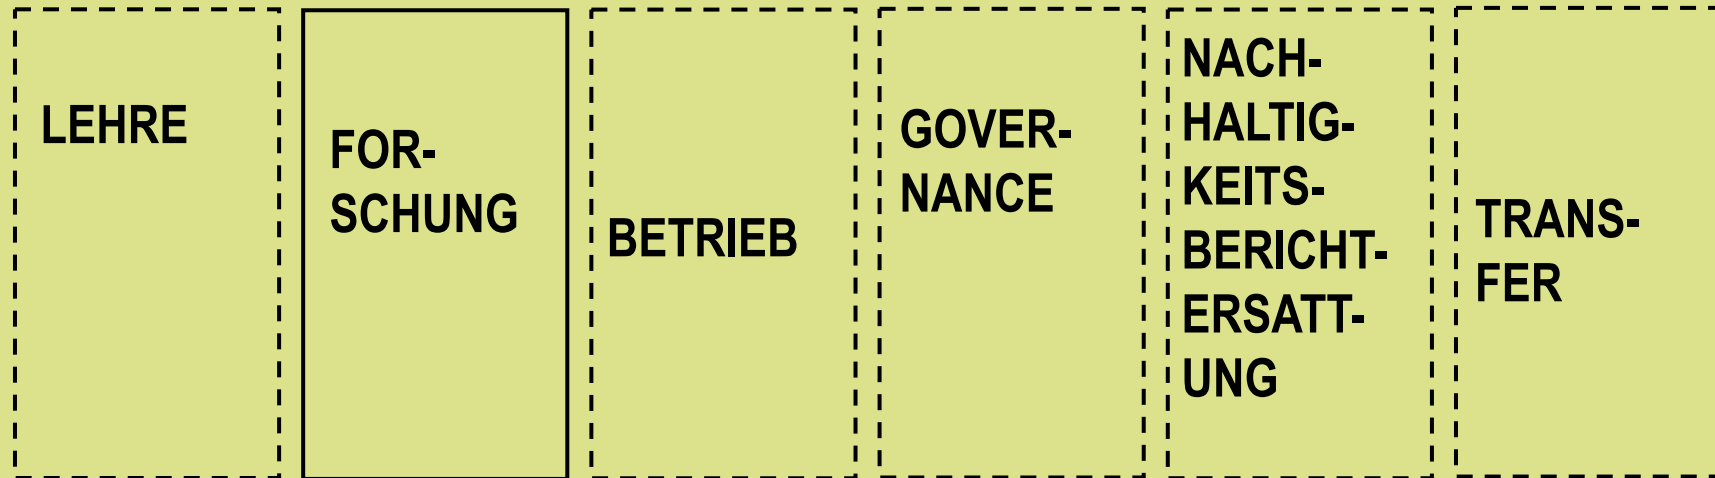 LEHRE
FOR-
SCHUNG
BETRIEB
GOVER-
NANCE
NACH-
HALTIG-
KEITS-
BERICHT-
ERSATT-
UNG
TRANS-
FER